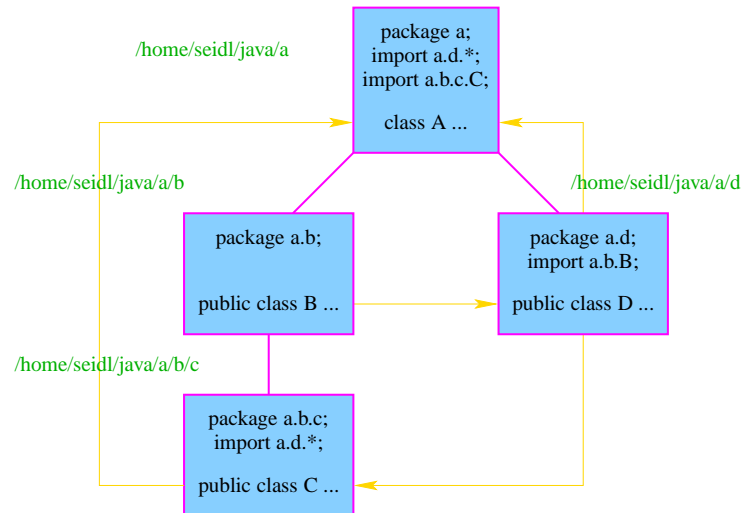 /home/seidl/java/a
package a;
import a.d.*;
import a.b.c.C;
class A ...
/home/seidl/java/a/b
/home/seidl/java/a/d
package a.b;
public class B ...
package a.d;
import a.b.B;
public class D ...
/home/seidl/java/a/b/c
package a.b.c;
import a.d.*;
public class C ...